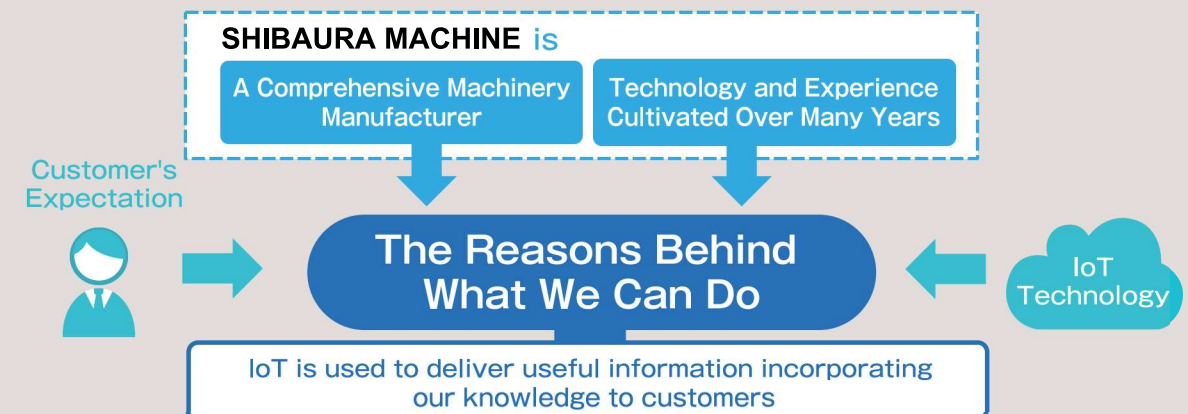 SHIBAURA MACHINE is
A Comprehensive Machinery
Manufacturer
Technology and Experience
Cultivated Over Many Years
Customer's
Expectation
The Reasons Behind
What We Can Do
IoT
Technology
IoT is used to deliver useful information incorporating
our knowledge to customers